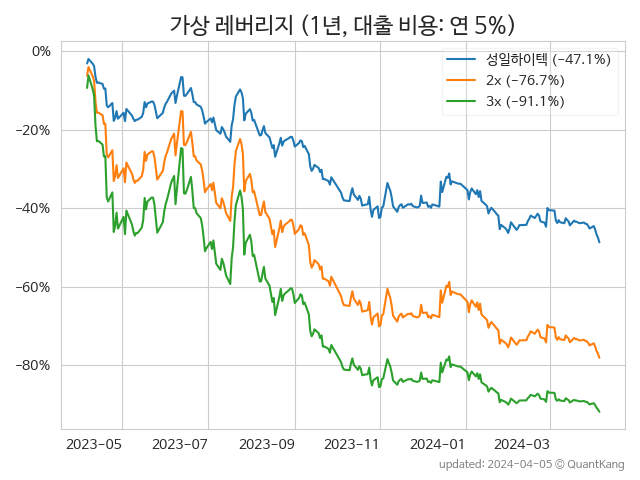 가상 레버리지 (1년, 대출 비용: 연 5%)
0%
−20%
−40%
−60%
−80%
성일하이텍 (−47.1%)
2x (−76.7%)
3x (−91.1%)
2023-05 2023-07 2023-09 2023-11 2024-01 2024-03
updated: 2024-04-05 © QuantKang